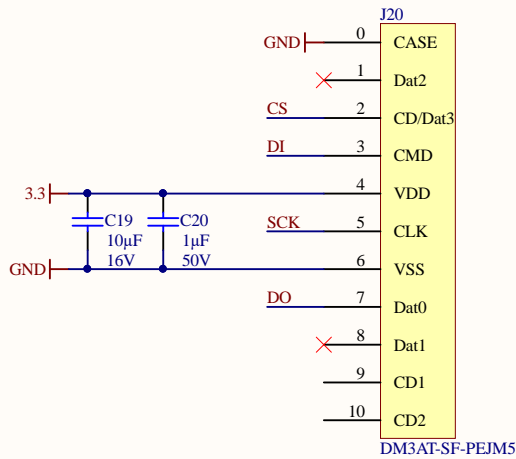 J20
GND 0 CASE
1 Dat2
CS 2 CD/Dat3
DI 3 CMD
3.3 4 VDD
C19 C20
10µF 1µF
16V 50V
SCK 5 CLK
GND 6 VSS
DO 7 Dat0
8 Dat1
9 CD1
10 CD2
DM3AT-SF-PEJM5